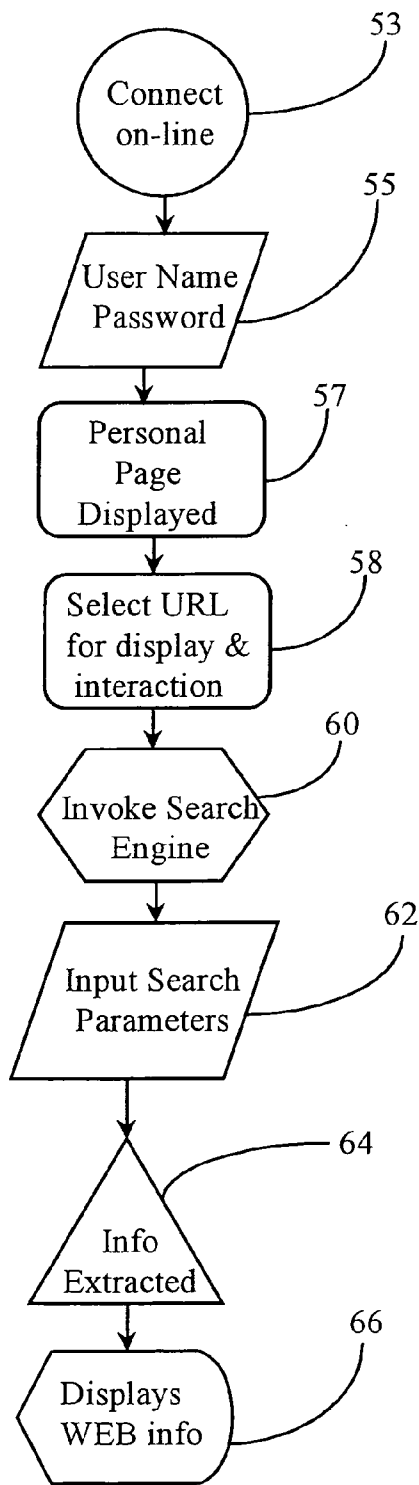 53
Connect
on-line
55
User Name
Password
57
Personal
Page
Displayed
58
Select URL
for display &
interaction
60
Invoke Search
Engine
62
Input Search
Parameters
64
Info
Extracted
66
Displays
WEB info